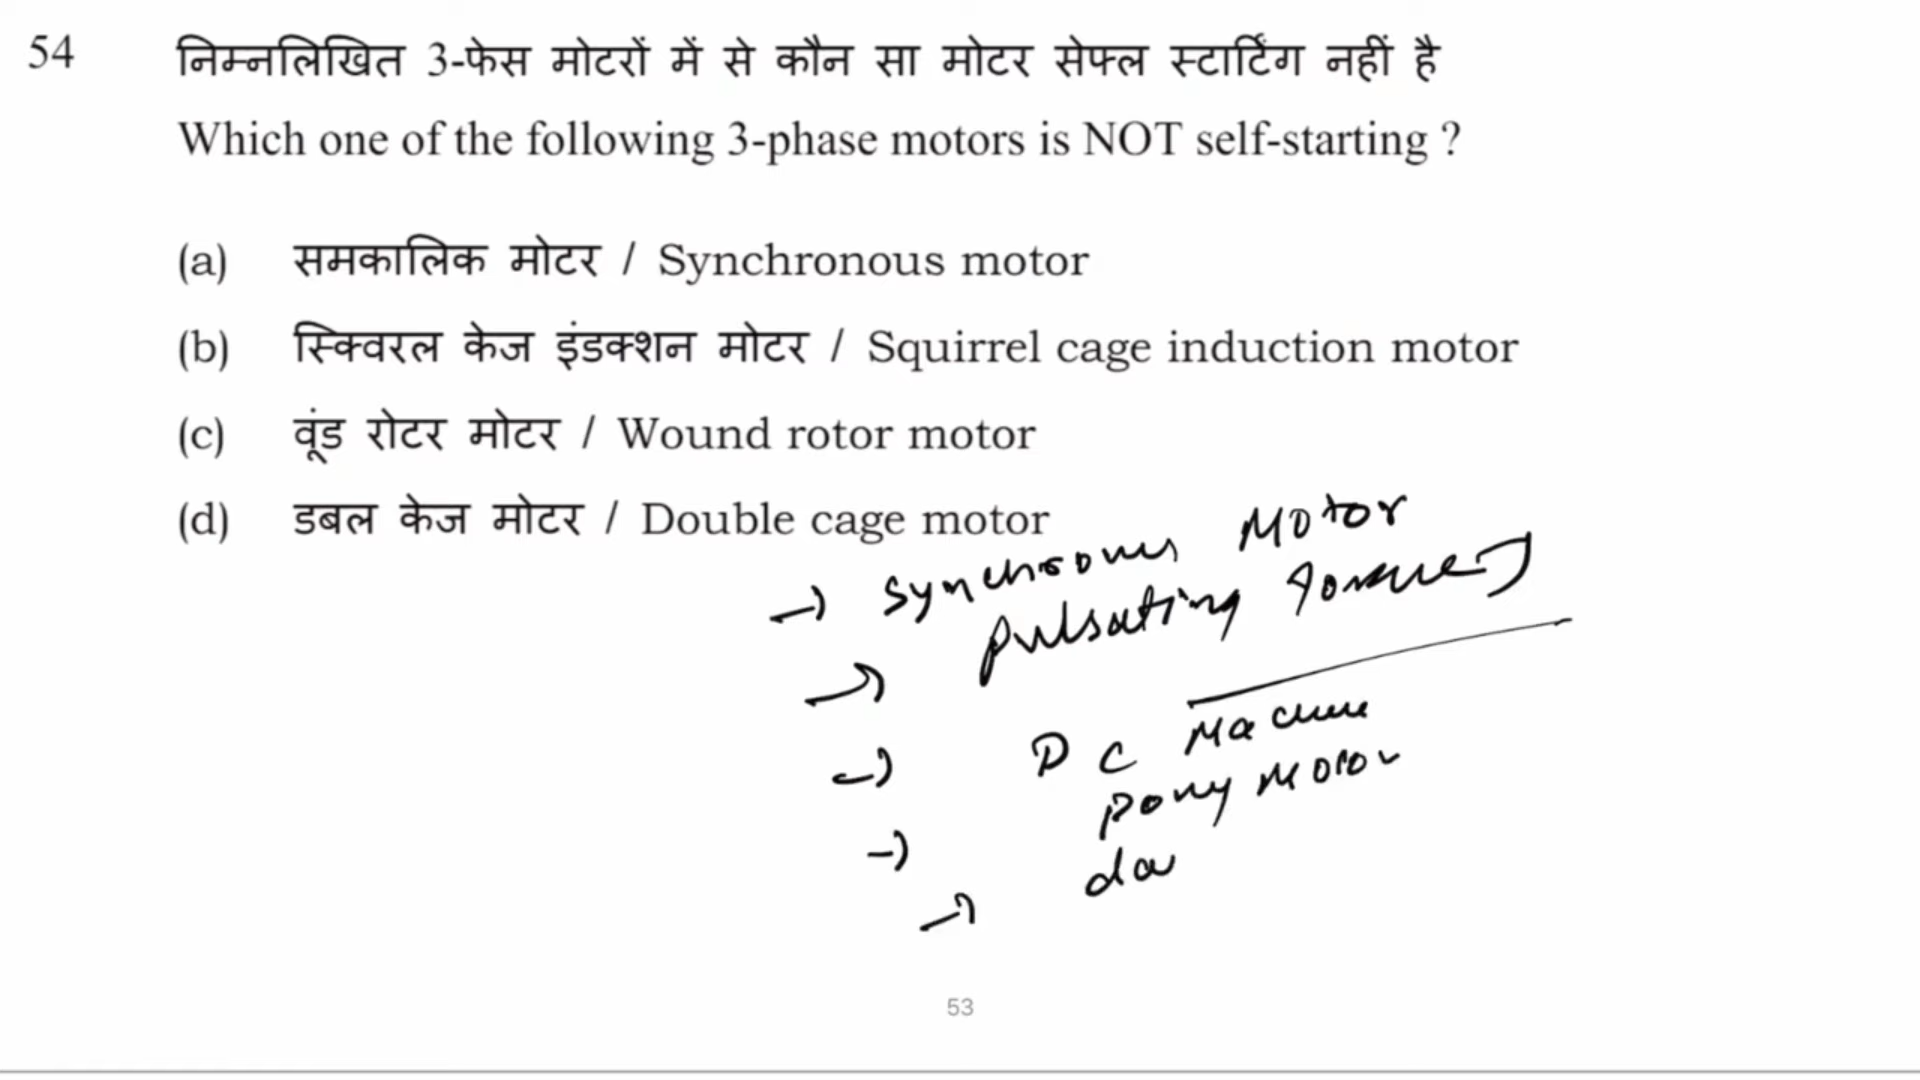 54 निम्नलिखित 3-फेस मोटरों में से कौन सा मोटर सेफ्ल स्टार्टिंग नहीं है
Which one of the following 3-phase motors is NOT self-starting ?
(a) समकालिक मोटर / Synchronous motor
(b) स्क्विरल केज इंडक्शन मोटर / Squirrel cage induction motor
(c) वूंड रोटर मोटर / Wound rotor motor
(d) डबल केज मोटर / Double cage motor
→ Synchronous Motor
→ Pulsating
→ DC Machine
→ Pony Motor
→
53